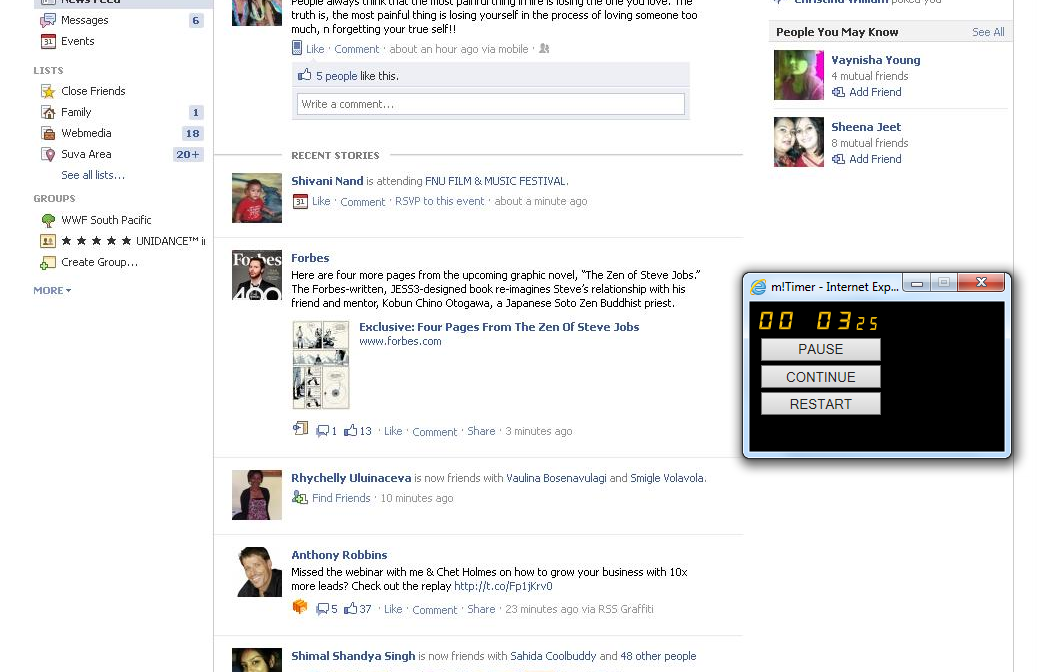 News Feed
Messages 6
Events
LISTS
Close Friends
Family 1
Webmedia 18
Suva Area 20+
See all lists...
GROUPS
WWF South Pacific
★ ★ ★ ★ ★ UNIDANCE™ i
Create Group...
MORE
People always think that the most painful thing in life is losing the one you love. The
truth is, the most painful thing is losing yourself in the process of loving someone too
much, n forgetting your true self!!
Like · Comment · about an hour ago via mobile ·
5 people like this.
Write a comment...
RECENT STORIES
Shivani Nand is attending FNU FILM & MUSIC FESTIVAL.
31 Like · Comment · RSVP to this event · about a minute ago
Forbes
400
Forbes
Here are four more pages from the upcoming graphic novel, “The Zen of Steve Jobs.”
The Forbes-written, JESS3-designed book re-imagines Steve’s relationship with his
friend and mentor, Kobun Chino Otogawa, a Japanese Soto Zen Buddhist priest.
Exclusive: Four Pages From The Zen Of Steve Jobs
www.forbes.com
1 13 · Like · Comment · Share · 3 minutes ago
Rhychelly Uluinaceva is now friends with Vaulina Bosenavulagi and Smigle Volavola.
Find Friends · 10 minutes ago
Anthony Robbins
Missed the webinar with me & Chet Holmes on how to grow your business with 10x
more leads? Check out the replay http://t.co/Fp1jKrv0
5 37 · Like · Comment · Share · 23 minutes ago via RSS Graffiti
Shimal Shandya Singh is now friends with Sahida Coolbuddy and 48 other people
Christina William poked you
People You May Know See All
Vaynisha Young
4 mutual friends
Add Friend
Sheena Jeet
8 mutual friends
Add Friend
m!Timer - Internet Exp...
00 03 25
PAUSE
CONTINUE
RESTART